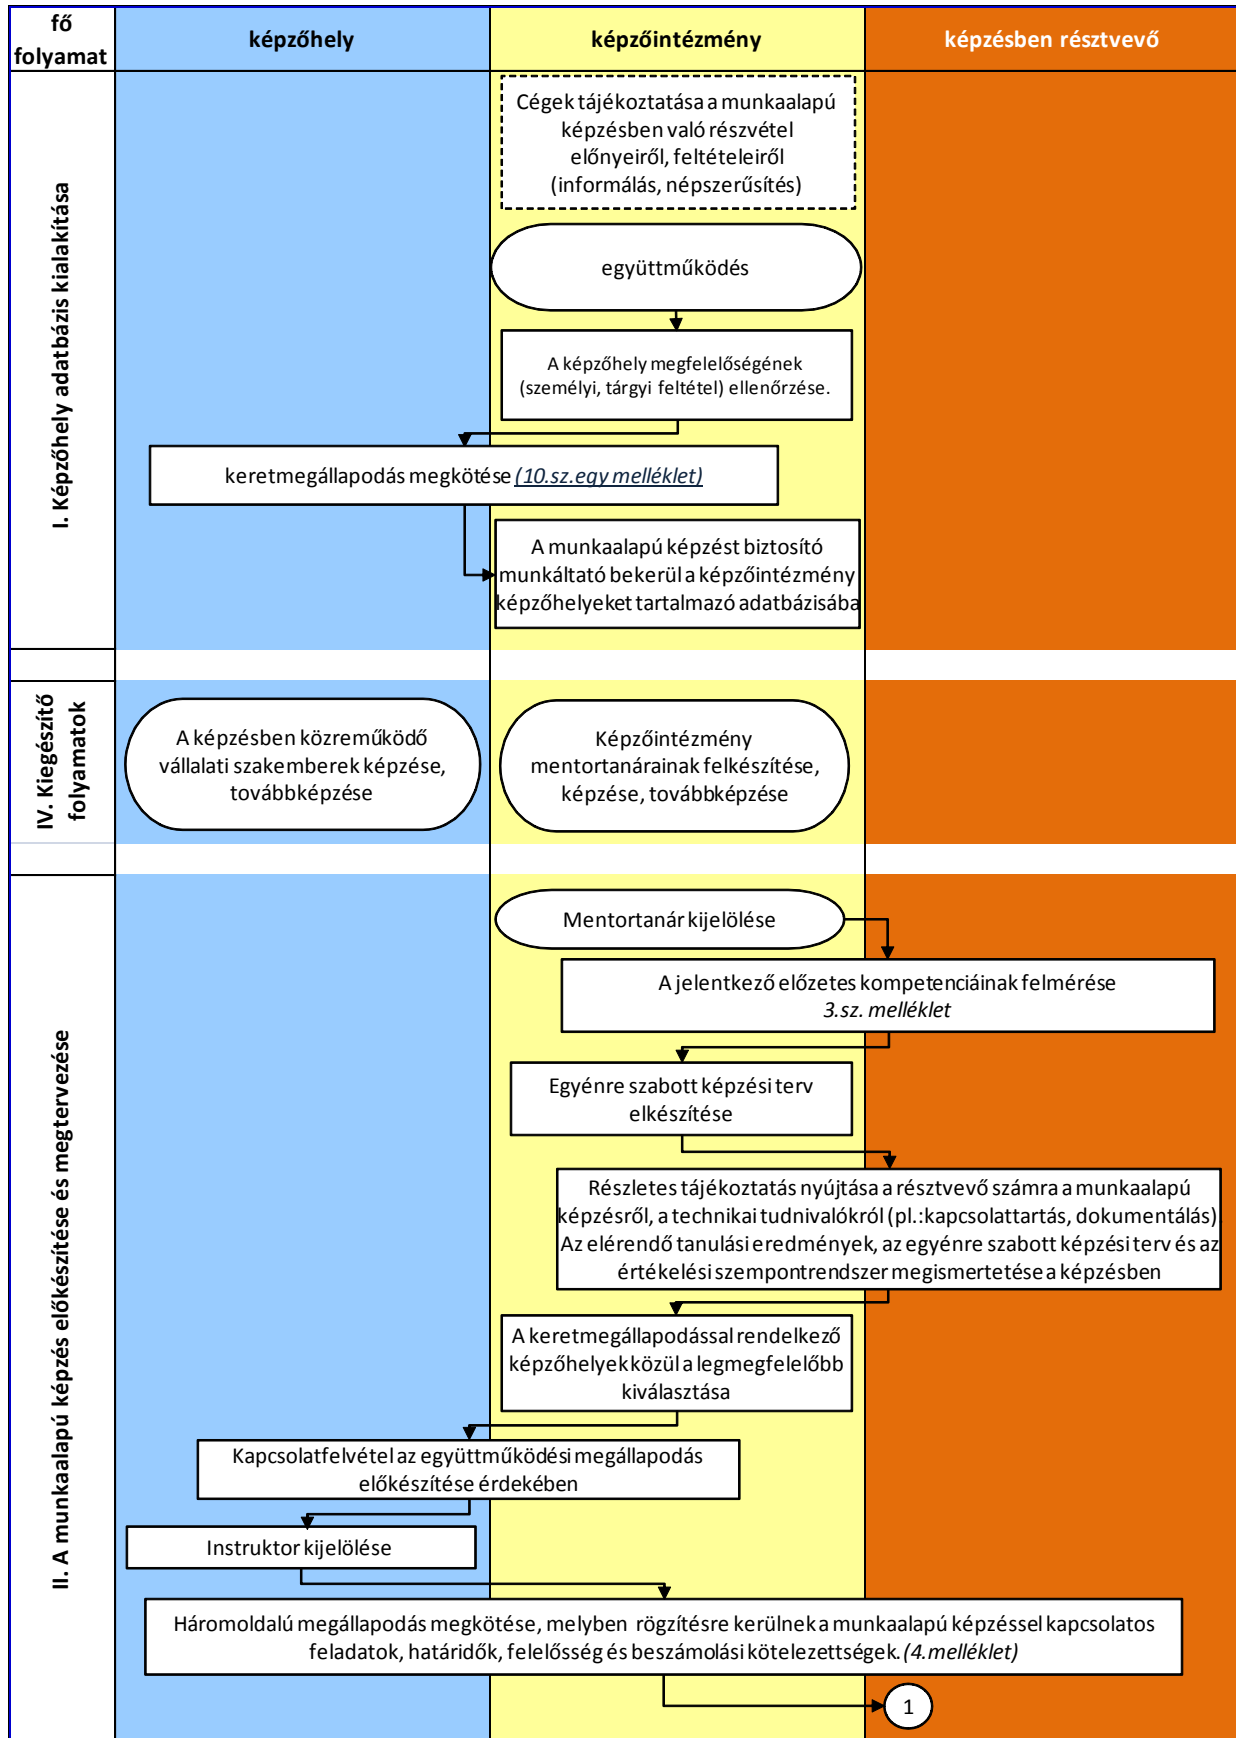 fő
folyamat
képzőhely
képzőintézmény
képzésben résztvevő
I. Képzőhely adatbázis kialakítása
Cégek tájékoztatása a munkaalapú
képzésben való részvétel
előnyeiről, feltételeiről
(informálás, népszerűsítés)
együttműködés
A képzőhely megfelelőségének
(személyi, tárgyi feltétel) ellenőrzése.
keretmegállapodás megkötése (10.sz.egy melléklet)
A munkaalapú képzést biztosító
munkáltató bekerül a képzőintézmény
képzőhelyeket tartalmazó adatbázisába
IV. Kiegészítő
folyamatok
A képzésben közreműködő
vállalati szakemberek képzése,
továbbképzése
Képzőintézmény
mentortanárainak felkészítése,
képzése, továbbképzése
II. A munkaalapú képzés előkészítése és megtervezése
Mentortanár kijelölése
A jelentkező előzetes kompetenciáinak felmérése
3.sz. melléklet
Egyénre szabott képzési terv
elkészítése
Részletes tájékoztatás nyújtása a résztvevő számra a munkaalapú
képzésről, a technikai tudnivalókról (pl.:kapcsolattartás, dokumentálás).
Az elérendő tanulási eredmények, az egyénre szabott képzési terv és az
értékelési szempontrendszer megismertetése a képzésben
A keretmegállapodással rendelkező
képzőhelyek közül a legmegfelelőbb
kiválasztása
Kapcsolatfelvétel az együttműködési megállapodás
előkészítése érdekében
Instruktor kijelölése
Háromoldalú megállapodás megkötése, melyben rögzítésre kerülnek a munkaalapú képzéssel kapcsolatos
feladatok, határidők, felelősség és beszámolási kötelezettségek. (4.melléklet)
1